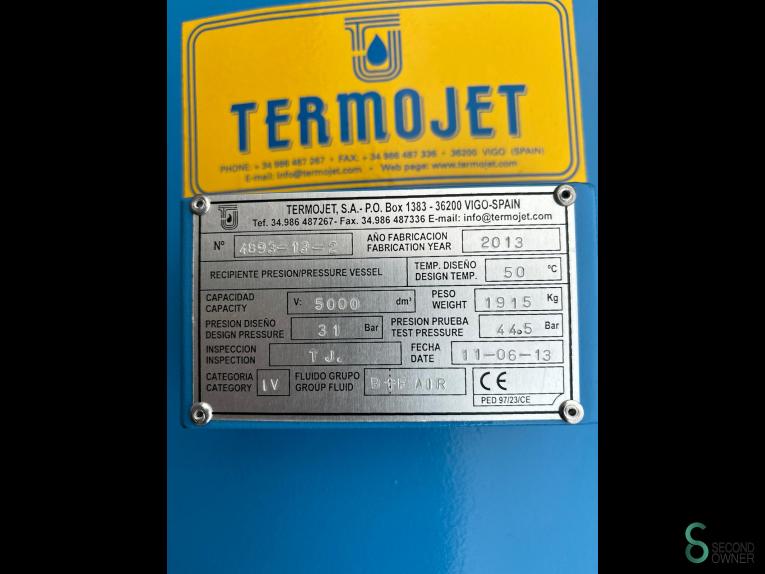 TERMOJET
PHONE: + 34 986 487 267 • FAX: + 34 986 487 336 • 36200 VIGO (SPAIN)
E-mail: info@termojet.com • Web page: www.termojet.com
TERMOJET, S.A.- P.O. Box 1383 - 36200 VIGO-SPAIN
Tef. 34.986 487267- Fax. 34.986 487336 E-mail: info@termojet.com
Nº 4893-13-2 AÑO FABRICACION FABRICATION YEAR 2013
RECIPIENTE PRESION/PRESSURE VESSEL TEMP. DISEÑO DESIGN TEMP. 50 ºC
CAPACIDAD CAPACITY V: 5000 dm³ PESO WEIGHT 1915 Kg
PRESION DISEÑO DESIGN PRESSURE 31 Bar PRESION PRUEBA TEST PRESSURE 44.5 Bar
INSPECCION INSPECTION T J. FECHA DATE 11-06-13
CATEGORIA CATEGORY IV FLUIDO GRUPO GROUP FLUID AIR CE
PED 97/23/CE
SECOND
OWNER